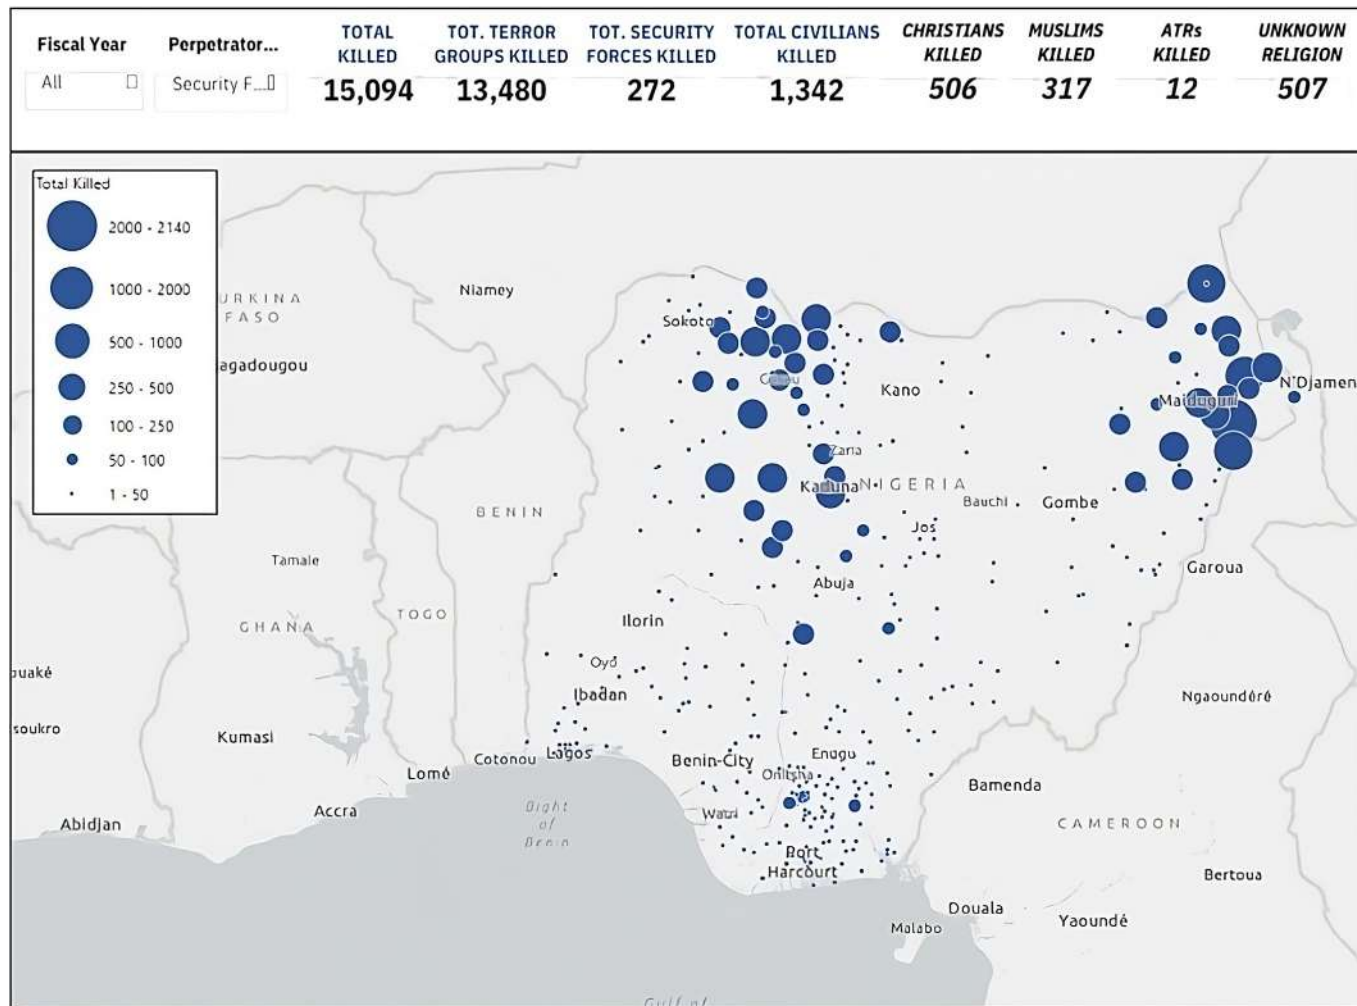 Fiscal Year
All
Perpetrator...
Security F...
TOTAL
KILLED
15,094
TOT. TERROR
GROUPS KILLED
13,480
TOT. SECURITY
FORCES KILLED
272
TOTAL CIVILIANS
KILLED
1,342
CHRISTIANS
KILLED
506
MUSLIMS
KILLED
317
ATRs
KILLED
12
UNKNOWN
RELIGION
507
Total Killed
2000 - 2140
1000 - 2000
500 - 1000
250 - 500
100 - 250
50 - 100
1 - 50
URKINA
FASO
agadougou
Niamey
Sokoto
Kano
Maiduguri
N'Djamen
Zaria
Kaduna
NIGERIA
Bauchi
Gombe
Jos
BENIN
Tamale
Abuja
Garoua
GHANA
TOGO
Ilorin
Oyo
ouaké
Ibadan
Ngaoundéré
soukro
Kumasi
Cotonou
Lagos
Benin-City
Enugu
Onitsha
Lomé
Bamenda
Accra
Bight
of
Benin
Warri
Abidjan
CAMEROON
Port
Harcourt
Bertoua
Douala
Yaoundé
Malabo
Gulf of